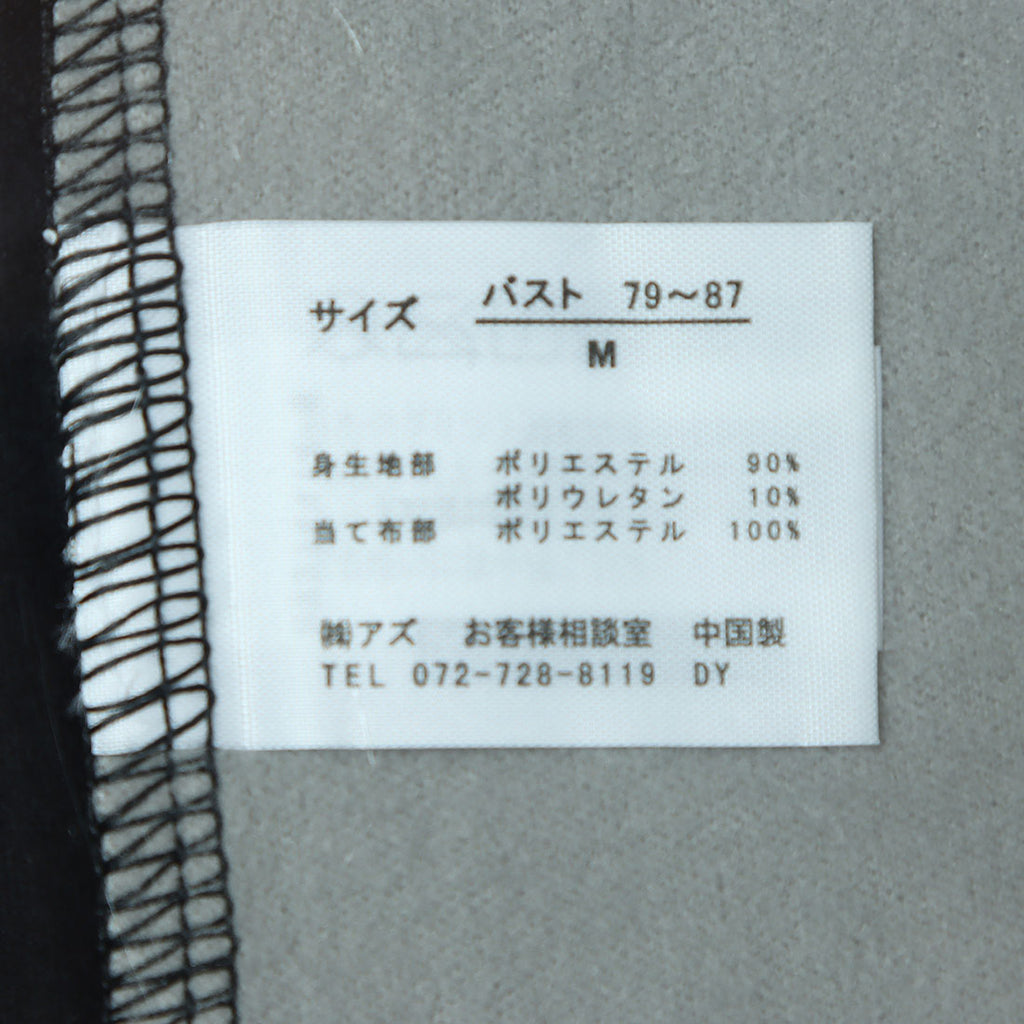 サイズ バスト 79〜87
M
身生地部 ポリエステル 90%
ポリウレタン 10%
当て布部 ポリエステル 100%
㈱アズ お客様相談室 中国製
TEL 072-728-8119 DY